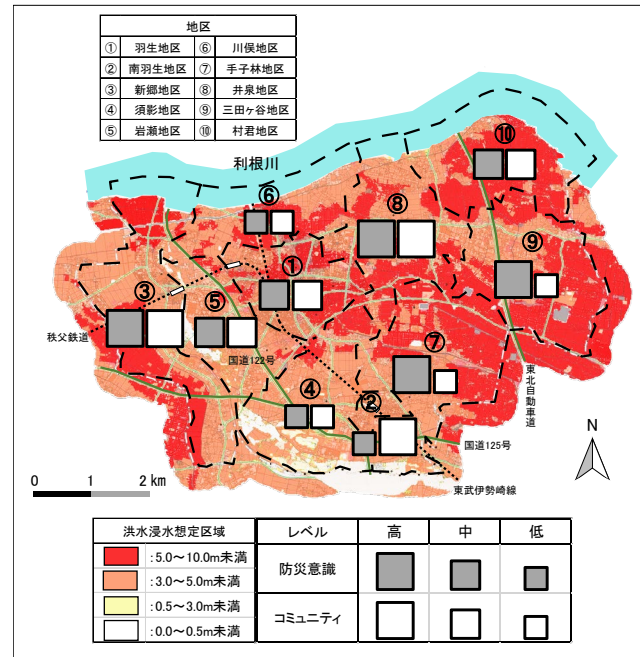 地区
① 羽生地区 ⑥ 川俣地区
② 南羽生地区 ⑦ 手子林地区
③ 新郷地区 ⑧ 井泉地区
④ 須影地区 ⑨ 三田ヶ谷地区
⑤ 岩瀬地区 ⑩ 村君地区
利根川
⑩
⑥
⑧
⑨
①
③
⑤
秩父鉄道
国道122号
⑦
東北自動車道
④
②
国道125号
N
東武伊勢崎線
0 1 2 km
洪水浸水想定区域 レベル 高 中 低
:5.0～10.0m未満
:3.0～5.0m未満
:0.5～3.0m未満
:0.0～0.5m未満
防災意識
コミュニティ